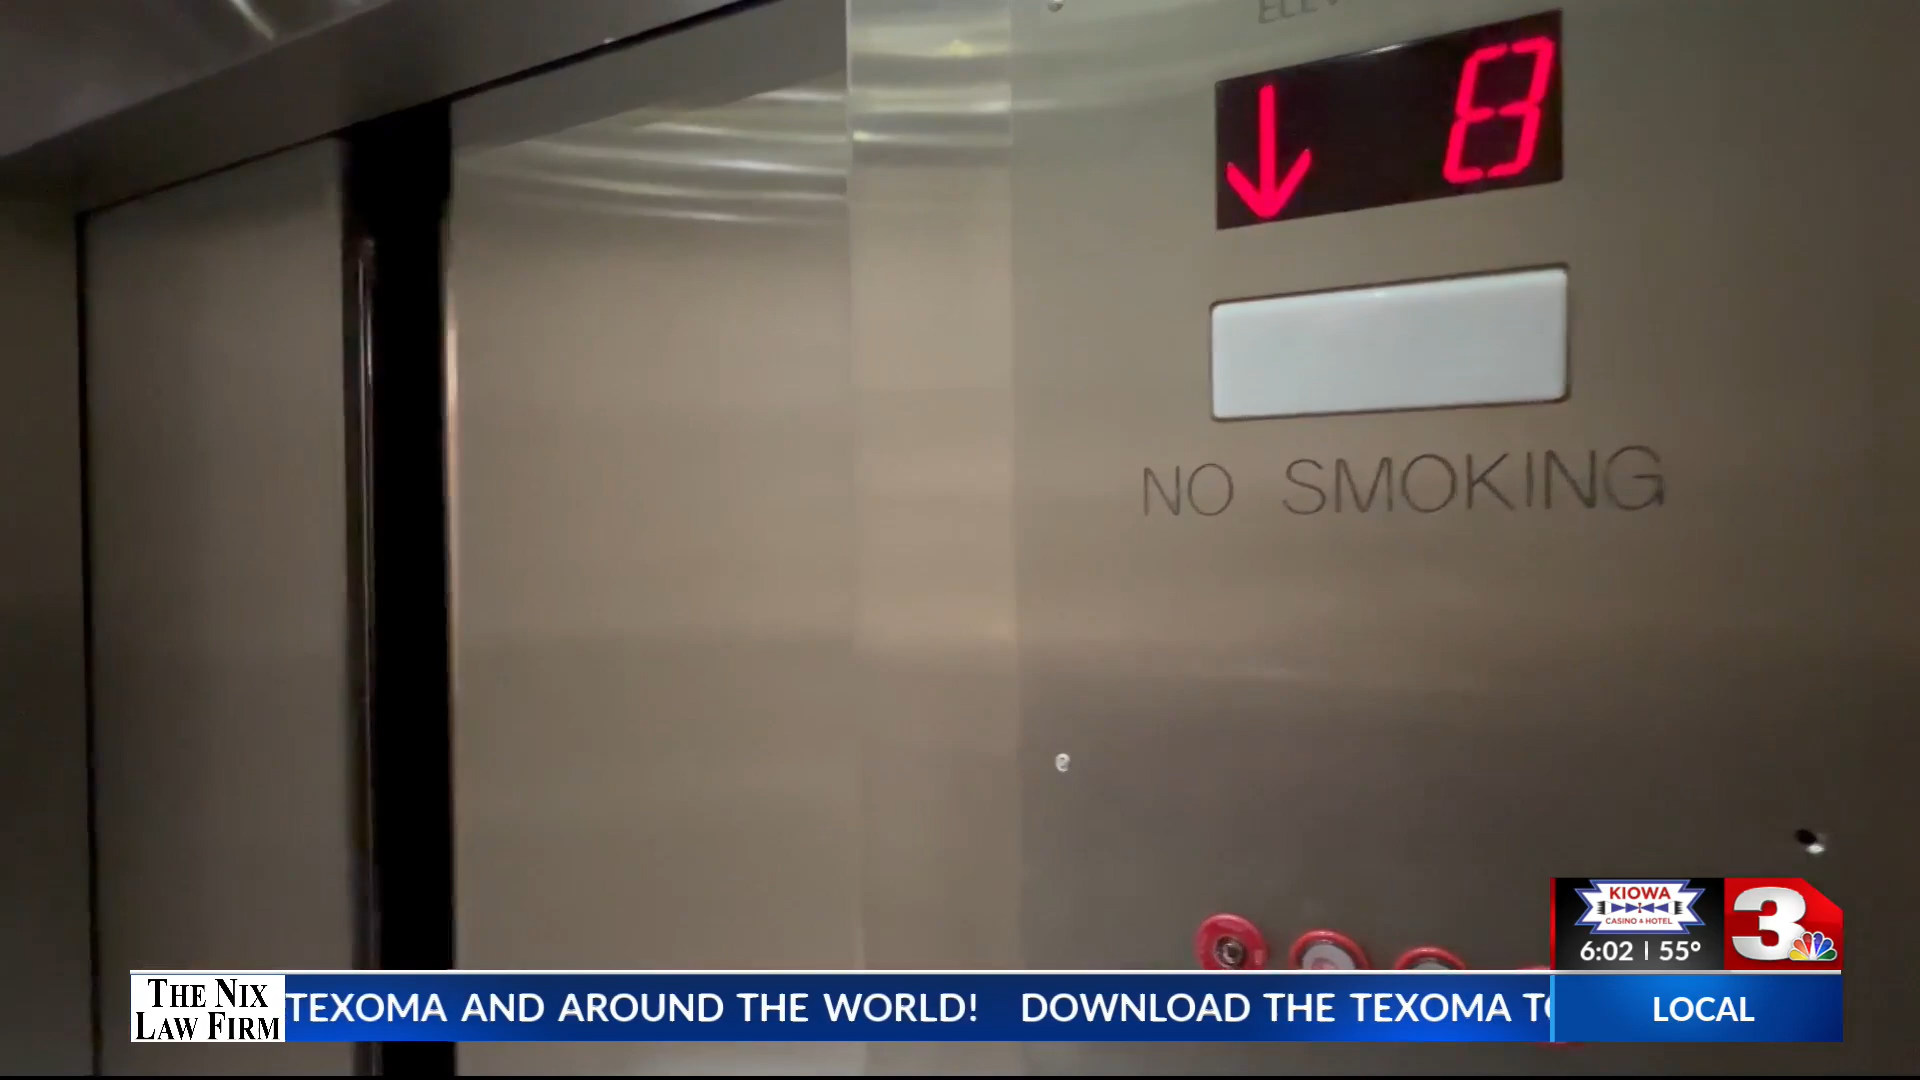 8
NO SMOKING
KIOWA
CASINO & HOTEL
6:02 | 55°
3
THE NIX
LAW FIRM
TEXOMA AND AROUND THE WORLD! DOWNLOAD THE TEXOMA
LOCAL